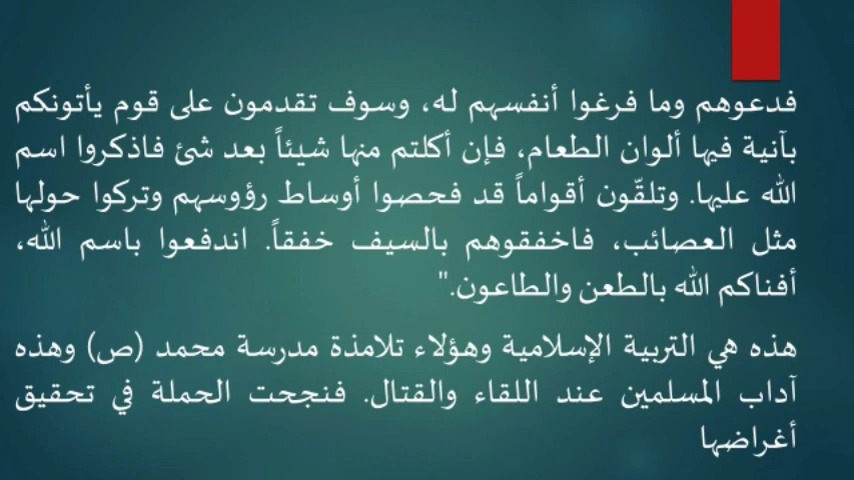 فدعوهم وما فرغوا أنفسهم له، وسوف تقدمون على قوم يأتونكم
بآنية فيها ألوان الطعام، فإن أكلتم منها شيئاً بعد شئ فاذكروا اسم
الله عليها. وتلقّون أقواماً قد فحصوا أوساط رؤوسهم وتركوا حولها
مثل العصائب، فاخفقوهم بالسيف خفقاً. اندفعوا باسم الله،
أفناكم الله بالطعن والطاعون."
هذه هي التربية الإسلامية وهؤلاء تلامذة مدرسة محمد (ص) وهذه
آداب المسلمين عند اللقاء والقتال. فنجحت الحملة في تحقيق
أغراضها